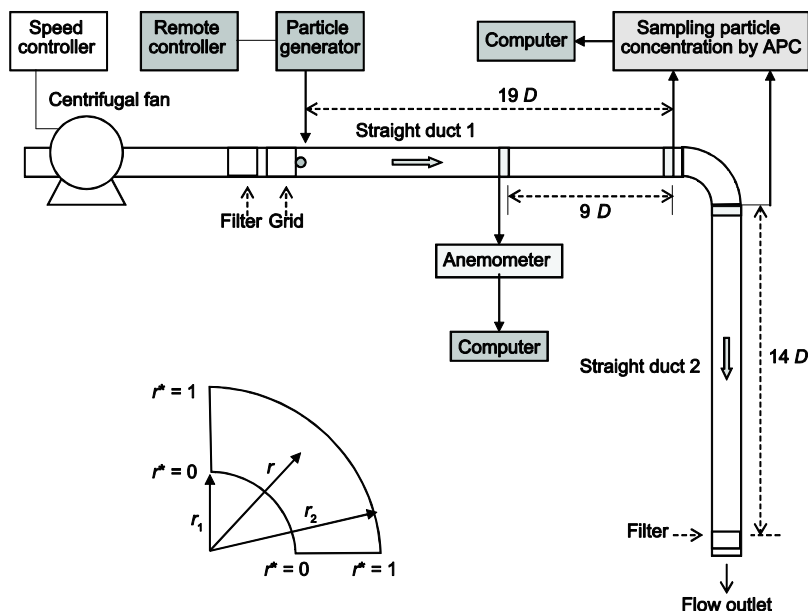 Speed
controller
Remote
controller
Particle
generator
Computer
Sampling particle
concentration by APC
Centrifugal fan
19 D
Straight duct 1
Filter Grid
9 D
Anemometer
Computer
Straight duct 2
14 D
r* = 1
r* = 0
r
r1
r2
r* = 0
r* = 1
Filter
Flow outlet